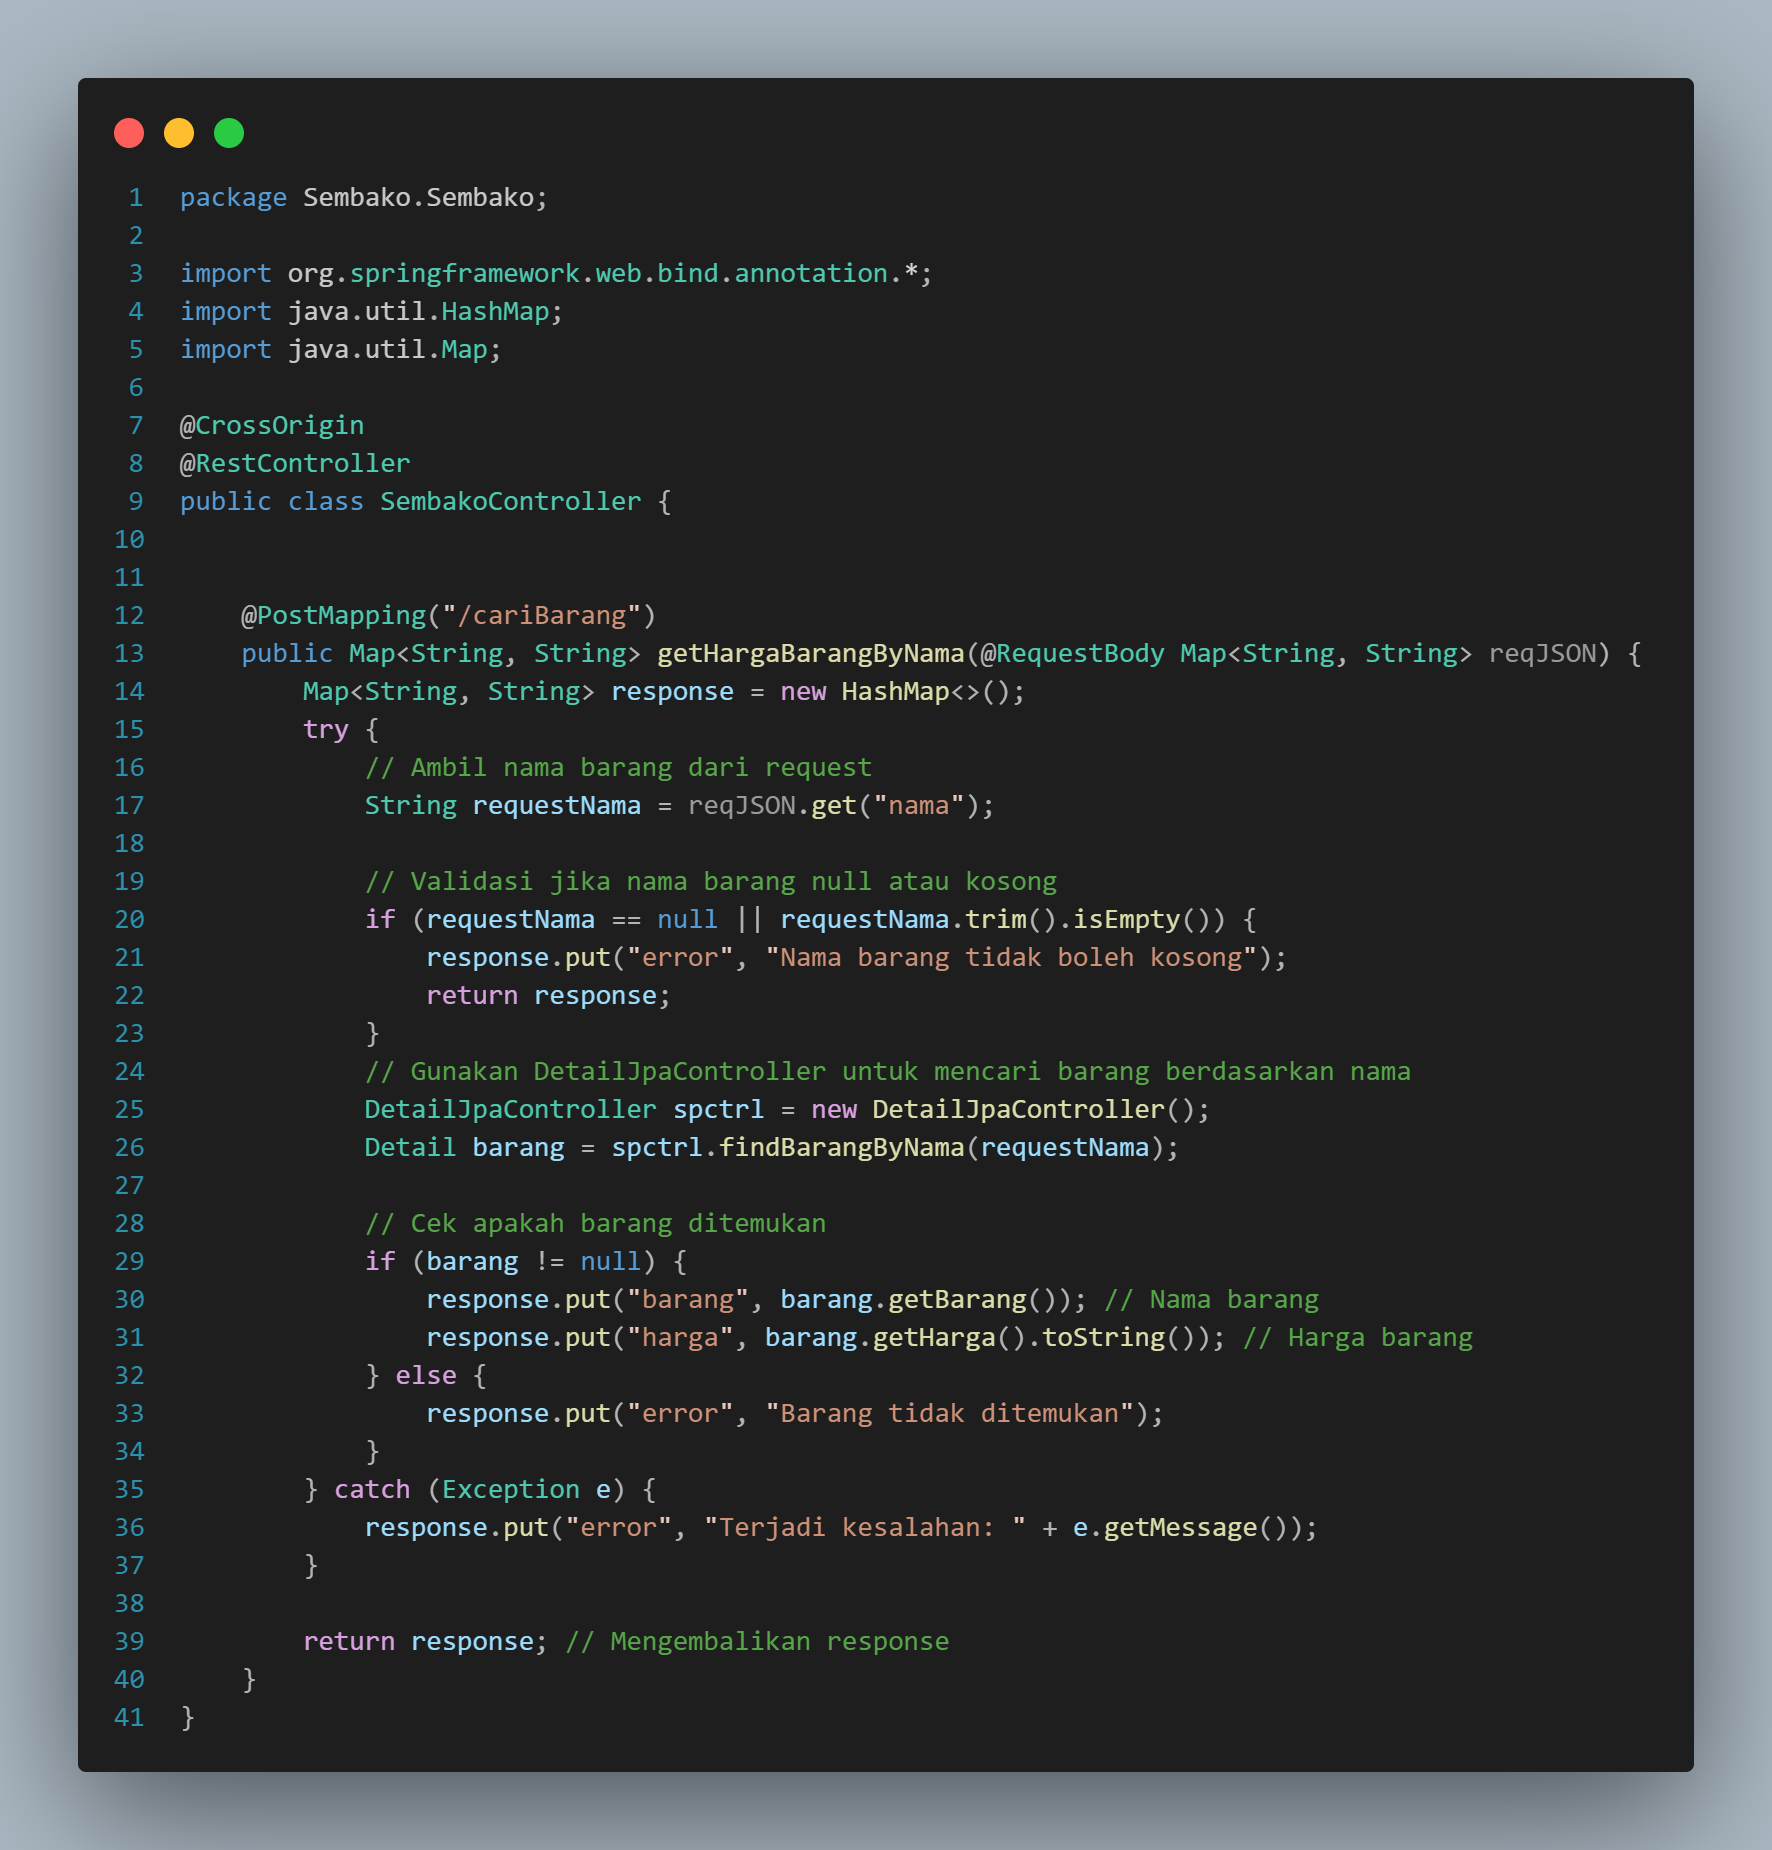 1 package Sembako.Sembako;
2
3 import org.springframework.web.bind.annotation.*;
4 import java.util.HashMap;
5 import java.util.Map;
6
7 @CrossOrigin
8 @RestController
9 public class SembakoController {
10
11
12     @PostMapping("/cariBarang")
13     public Map<String, String> getHargaBarangByNama(@RequestBody Map<String, String> reqJSON) {
14         Map<String, String> response = new HashMap<>();
15         try {
16             // Ambil nama barang dari request
17             String requestNama = reqJSON.get("nama");
18
19             // Validasi jika nama barang null atau kosong
20             if (requestNama == null || requestNama.trim().isEmpty()) {
21                 response.put("error", "Nama barang tidak boleh kosong");
22                 return response;
23             }
24             // Gunakan DetailJpaController untuk mencari barang berdasarkan nama
25             DetailJpaController spctrl = new DetailJpaController();
26             Detail barang = spctrl.findBarangByNama(requestNama);
27
28             // Cek apakah barang ditemukan
29             if (barang != null) {
30                 response.put("barang", barang.getBarang()); // Nama barang
31                 response.put("harga", barang.getHarga().toString()); // Harga barang
32             } else {
33                 response.put("error", "Barang tidak ditemukan");
34             }
35         } catch (Exception e) {
36             response.put("error", "Terjadi kesalahan: " + e.getMessage());
37         }
38
39         return response; // Mengembalikan response
40     }
41 }